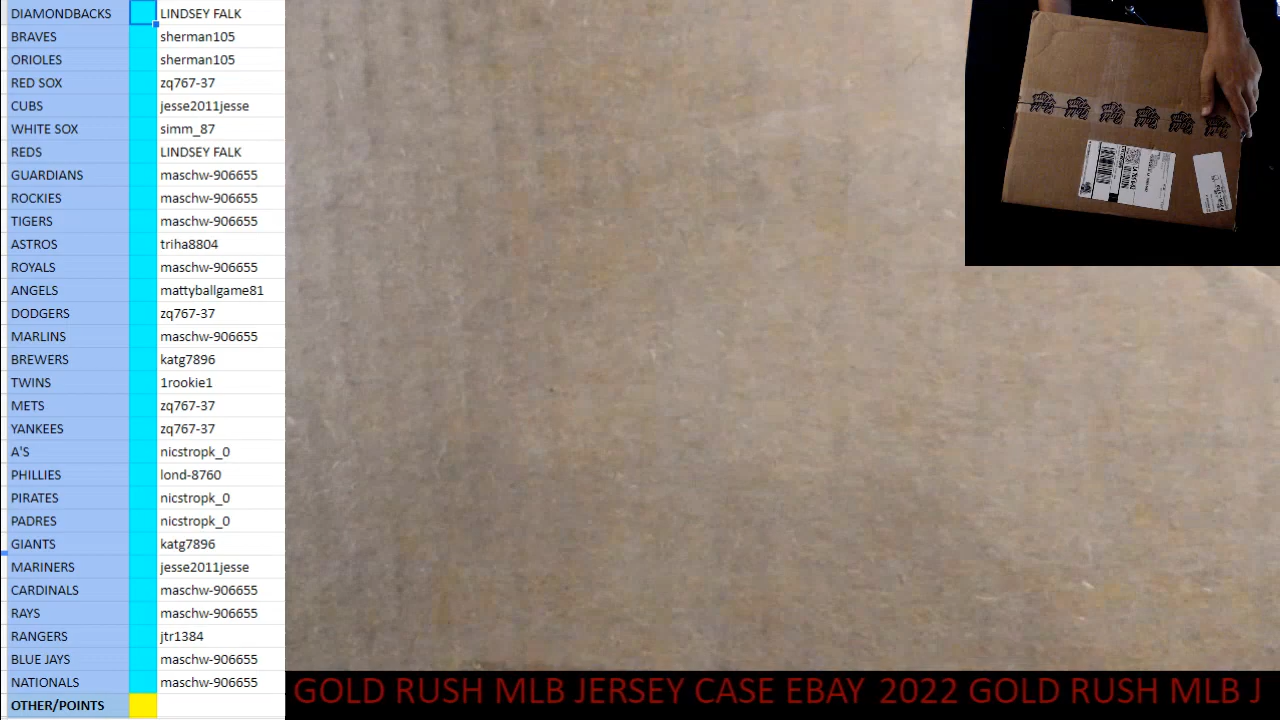 DIAMONDBACKS LINDSEY FALK
BRAVES sherman105
ORIOLES sherman105
RED SOX zq767-37
CUBS jesse2011jesse
WHITE SOX simm_87
REDS LINDSEY FALK
GUARDIANS maschw-906655
ROCKIES maschw-906655
TIGERS maschw-906655
ASTROS triha8804
ROYALS maschw-906655
ANGELS mattyballgame81
DODGERS zq767-37
MARLINS maschw-906655
BREWERS katg7896
TWINS 1rookie1
METS zq767-37
YANKEES zq767-37
A'S nicstropk_0
PHILLIES lond-8760
PIRATES nicstropk_0
PADRES nicstropk_0
GIANTS katg7896
MARINERS jesse2011jesse
CARDINALS maschw-906655
RAYS maschw-906655
RANGERS jtr1384
BLUE JAYS maschw-906655
NATIONALS maschw-906655
OTHER/POINTS
GOLD RUSH MLB JERSEY CASE EBAY 2022 GOLD RUSH MLB J